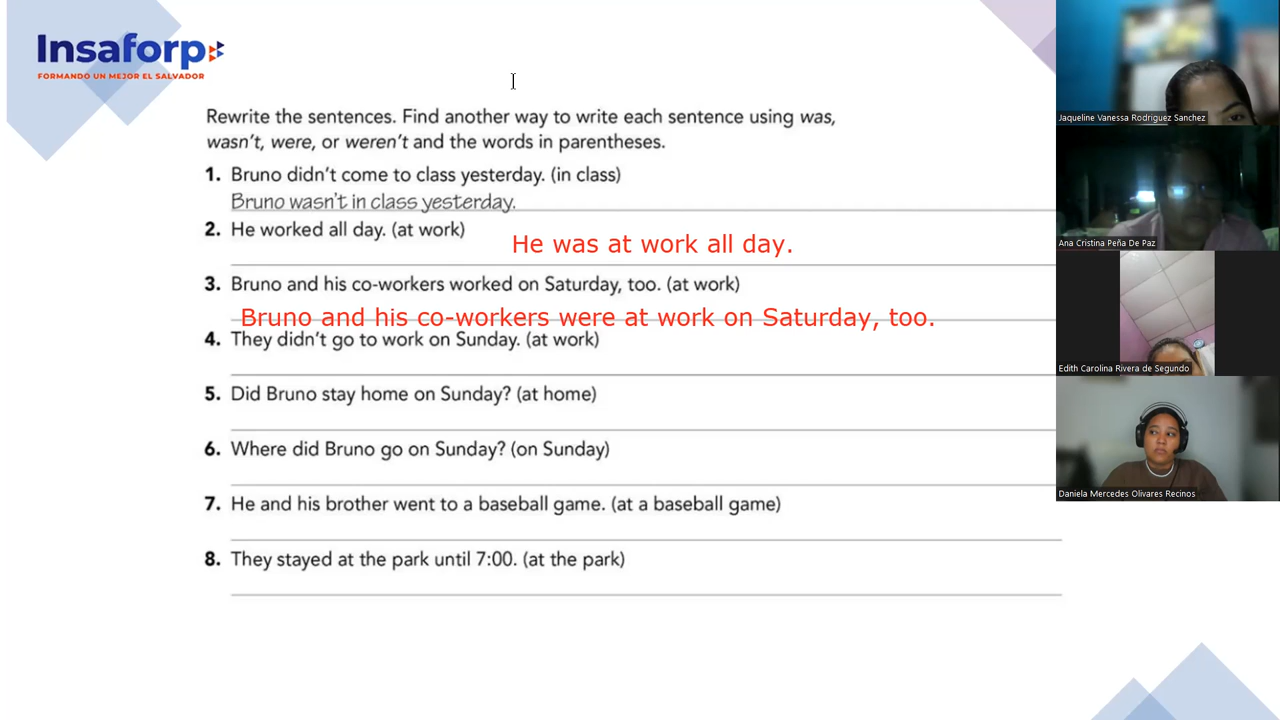 Insaforp
FORMANDO UN MEJOR EL SALVADOR
Rewrite the sentences. Find another way to write each sentence using was,
wasn't, were, or weren't and the words in parentheses.
1. Bruno didn't come to class yesterday. (in class)
Bruno wasn't in class yesterday.
2. He worked all day. (at work)
He was at work all day.
3. Bruno and his co-workers worked on Saturday, too. (at work)
Bruno and his co-workers were at work on Saturday, too.
4. They didn't go to work on Sunday. (at work)
5. Did Bruno stay home on Sunday? (at home)
6. Where did Bruno go on Sunday? (on Sunday)
7. He and his brother went to a baseball game. (at a baseball game)
8. They stayed at the park until 7:00. (at the park)
Jaqueline Vanessa Rodriguez Sanchez
Ana Cristina Peña De Paz
Edith Carolina Rivera de Segundo
Daniela Mercedes Olivares Recinos